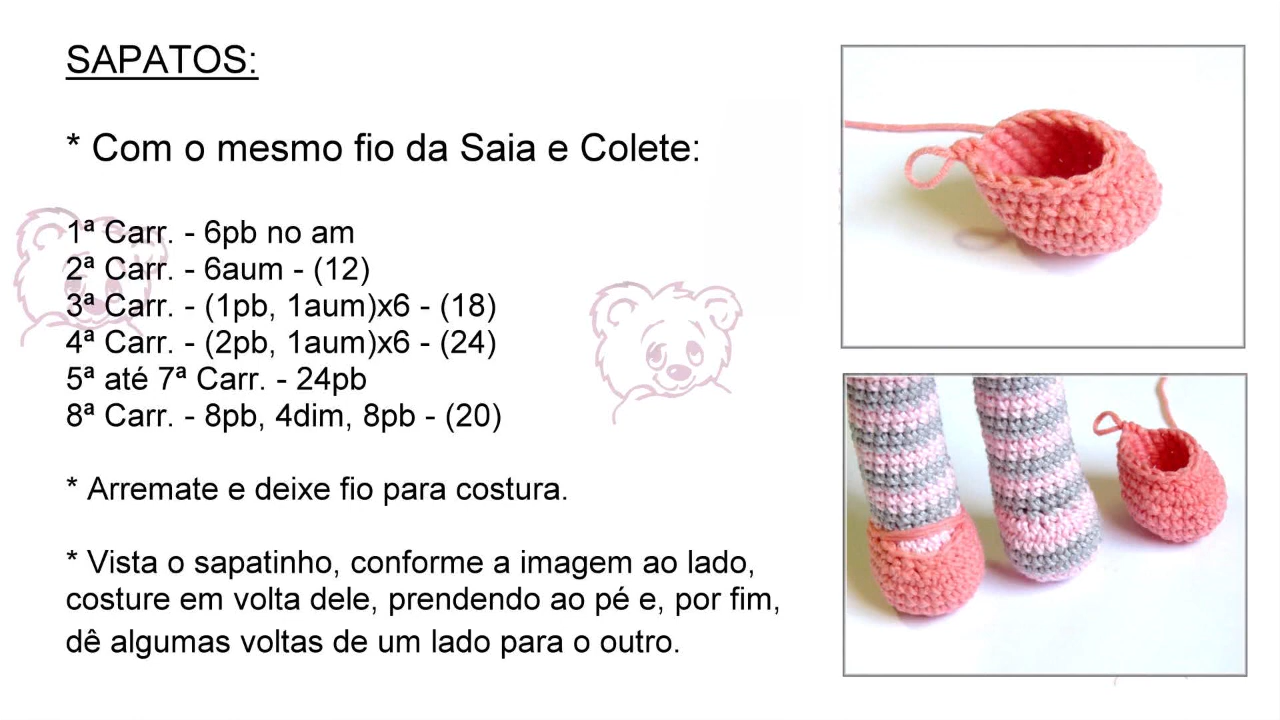 SAPATOS:
* Com o mesmo fio da Saia e Colete:
1ª Carr. - 6pb no am
2ª Carr. - 6aum - (12)
3ª Carr. - (1pb, 1aum)x6 - (18)
4ª Carr. - (2pb, 1aum)x6 - (24)
5ª até 7ª Carr. - 24pb
8ª Carr. - 8pb, 4dim, 8pb - (20)
* Arremate e deixe fio para costura.
* Vista o sapatinho, conforme a imagem ao lado,
costure em volta dele, prendendo ao pé e, por fim,
dê algumas voltas de um lado para o outro.